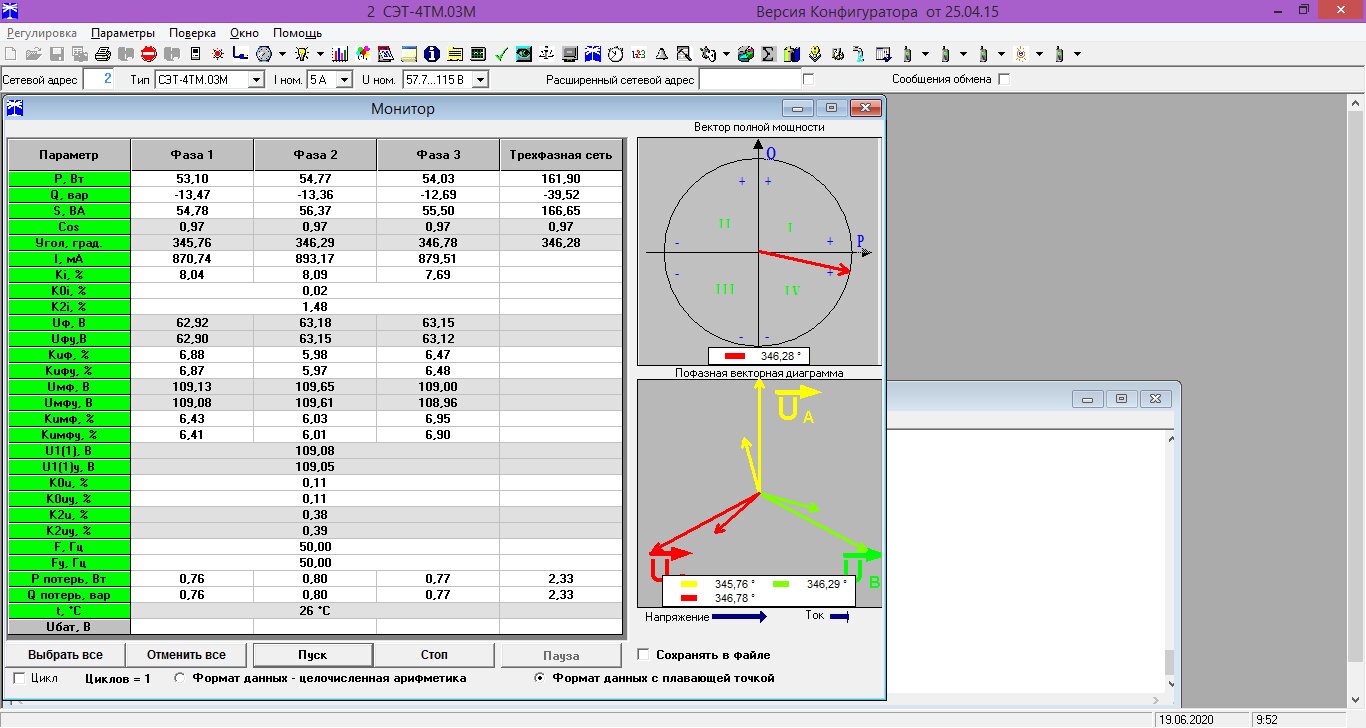 2 СЭТ-4ТМ.03М Версия Конфигуратора от 25.04.15
Регулировка Параметры Поверка Окно Помощь
Сетевой адрес 2 Тип СЭТ-4ТМ.03М I ном. 5 А U ном. 57.7...115 В Расширенный сетевой адрес Сообщения обмена
Монитор
Параметр Фаза 1 Фаза 2 Фаза 3 Трехфазная сеть
P, Вт 53,10 54,77 54,03 161,90
Q, вар -13,47 -13,36 -12,69 -39,52
S, ВА 54,78 56,37 55,50 166,65
Cos 0,97 0,97 0,97 0,97
Угол, град. 345,76 346,29 346,78 346,28
I, мА 870,74 893,17 879,51
Ki, % 8,04 8,09 7,69
K0i, % 0,02
K2i, % 1,48
Uф, В 62,92 63,18 63,15
Uфу,В 62,90 63,15 63,12
Kuф, % 6,88 5,98 6,47
Kuфу, % 6,87 5,97 6,48
Uмф, В 109,13 109,65 109,00
Uмфу, В 109,08 109,61 108,96
Kuмф, % 6,43 6,03 6,95
Kuмфу, % 6,41 6,01 6,90
U1(1), В 109,08
U1(1)у, В 109,05
K0u, % 0,11
K0uy, % 0,11
K2u, % 0,38
K2uy, % 0,39
F, Гц 50,00
Fу, Гц 50,00
P потерь, Вт 0,76 0,80 0,77 2,33
Q потерь, вар 0,76 0,80 0,77 2,33
t, °C 26 °C
Uбат, В
Выбрать все Отменить все Пуск Стоп Пауза
Цикл Циклов = 1 Формат данных - целочисленная арифметика Формат данных с плавающей точкой
Вектор полной мощности
Q
+ +
II I
- + P
- +
III IV
- -
346,28 °
Пофазная векторная диаграмма
U A
U U B
345,76 ° 346,29 °
346,78 °
Напряжение Ток
Сохранять в файле
19.06.2020 9:52